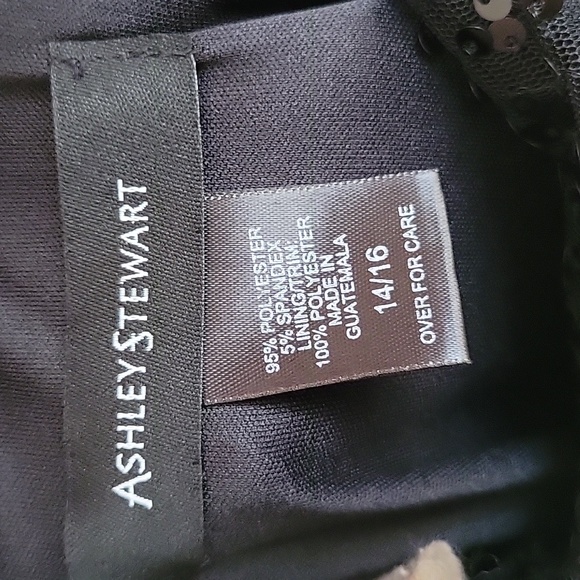 ASHLEY STEWART
95% POLYESTER
5% SPANDEX
LINING/TRIM:
100% POLYESTER
MADE IN
GUATEMALA
14/16
OVER FOR CARE